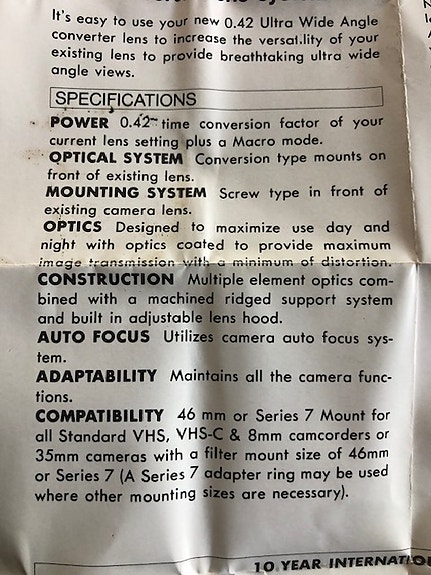 It's easy to use your new 0.42 Ultra Wide Angle
converter lens to increase the versatility of your
existing lens to provide breathtaking ultra wide
angle views.
SPECIFICATIONS
POWER 0.42-time conversion factor of your
current lens setting plus a Macro mode.
OPTICAL SYSTEM Conversion type mounts on
front of existing lens.
MOUNTING SYSTEM Screw type in front of
existing camera lens.
OPTICS Designed to maximize use day and
night with optics coated to provide maximum
image transmission with a minimum of distortion.
CONSTRUCTION Multiple element optics com-
bined with a machined ridged support system
and built in adjustable lens hood.
AUTO FOCUS Utilizes camera auto focus sys-
tem.
ADAPTABILITY Maintains all the camera func-
tions.
COMPATIBILITY 46 mm or Series 7 Mount for
all Standard VHS, VHS-C & 8mm camcorders or
35mm cameras with a filter mount size of 46mm
or Series 7 (A Series 7 adapter ring may be used
where other mounting sizes are necessary).
10 YEAR INTERNATIO